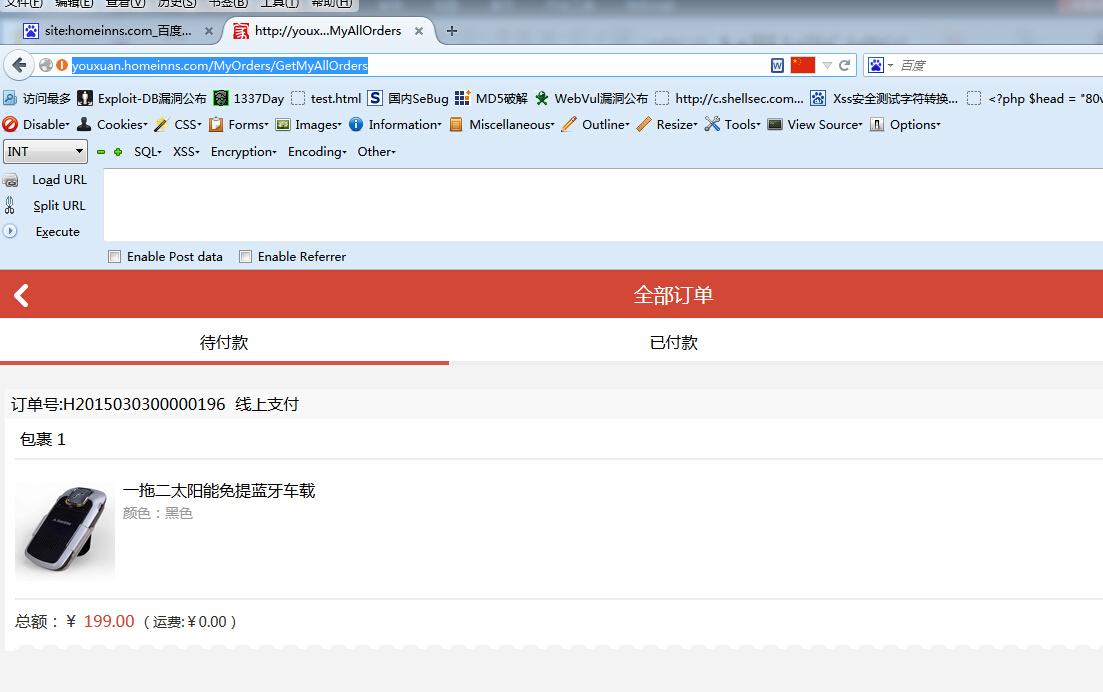 文件(F) 编辑(E) 查看(V) 历史(S) 书签(B) 工具(T) 帮助(H)
site:homeinns.com_百度... × http://youx...MyAllOrders × +
youxuan.homeinns.com/MyOrders/GetMyAllOrders W 百度
访问最多 Exploit-DB漏洞公布 1337Day test.html S 国内SeBug MD5破解 WebVul漏洞公布 http://c.shellsec.com... Xss安全测试字符转换... <?php $head = "80v
Disable Cookies CSS Forms Images Information Miscellaneous Outline Resize Tools View Source Options
INT SQL XSS Encryption Encoding Other
Load URL
Split URL
Execute
Enable Post data Enable Referrer
全部订单
待付款 已付款
订单号:H2015030300000196 线上支付
包裹 1
一拖二太阳能免提蓝牙车载
颜色：黑色
总额：￥ 199.00 ( 运费:￥0.00 )